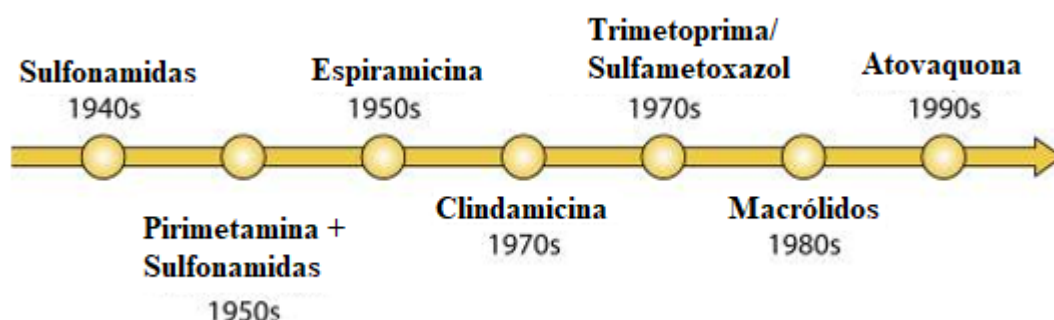 Sulfonamidas
1940s
Pirimetamina +
Sulfonamidas
1950s
Espiramicina
1950s
Clindamicina
1970s
Trimetoprima/
Sulfametoxazol
1970s
Macrólidos
1980s
Atovaquona
1990s